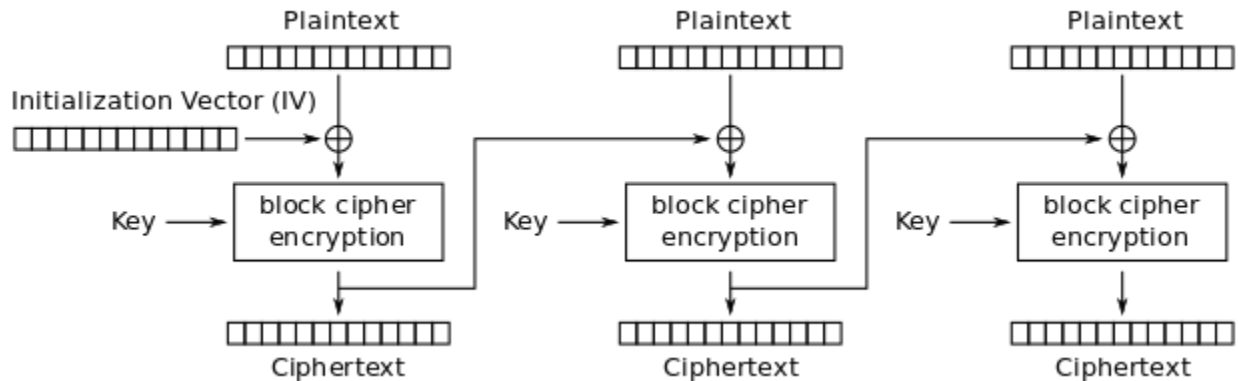 Plaintext
Plaintext
Plaintext
Initialization Vector (IV)
Key
block cipher
encryption
Key
block cipher
encryption
Key
block cipher
encryption
Ciphertext
Ciphertext
Ciphertext